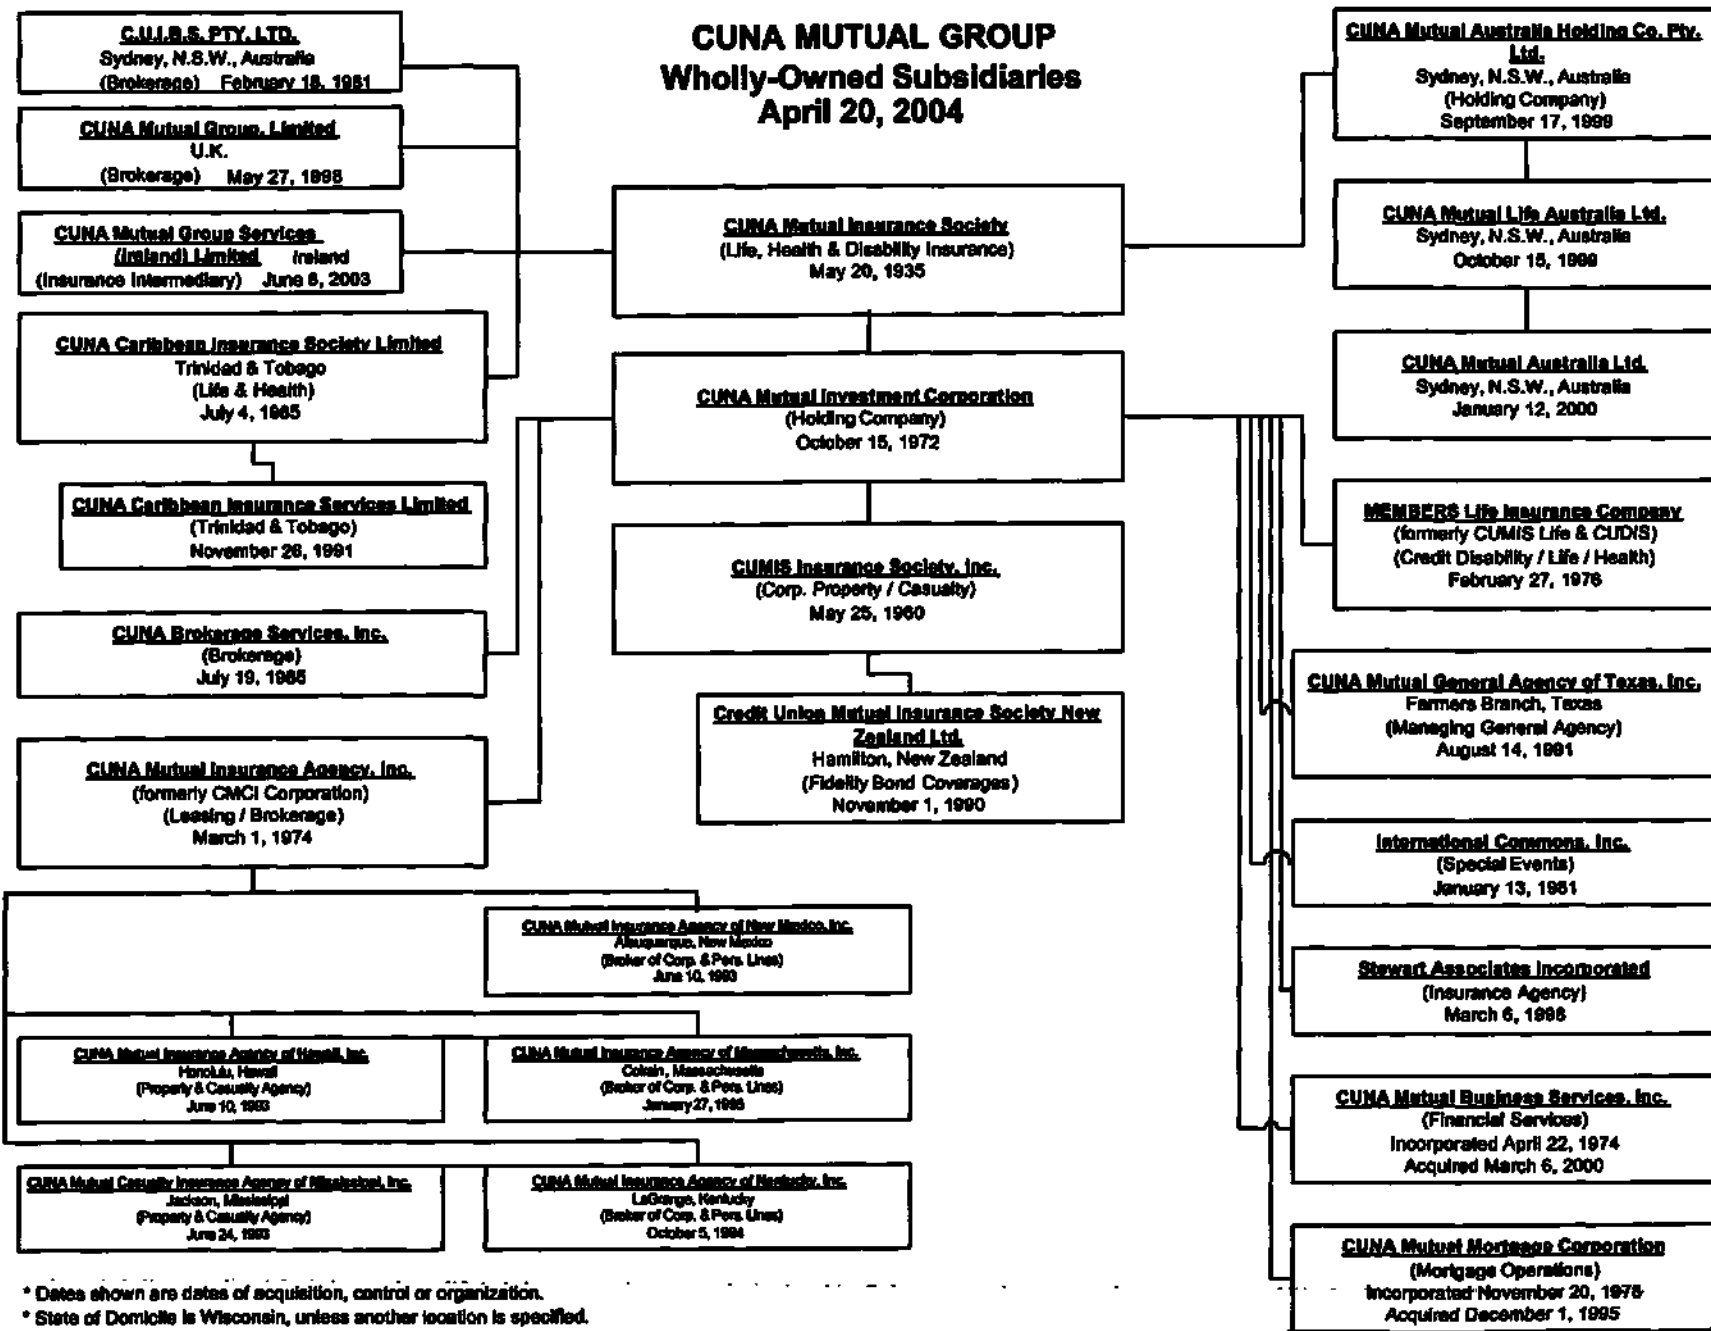 CUNA MUTUAL GROUP
Wholly-Owned Subsidiaries
April 20, 2004
C.U.I.B.S. PTY. LTD.
Sydney, N.S.W., Australia
(Brokerage) February 18, 1981
CUNA Mutual Group, Limited
U.K.
(Brokerage) May 27, 1998
CUNA Mutual Group Services
(Ireland) Limited Ireland
(Insurance Intermediary) June 6, 2003
CUNA Caribbean Insurance Society Limited
Trinidad & Tobago
(Life & Health)
July 4, 1985
CUNA Caribbean Insurance Services Limited
(Trinidad & Tobago)
November 26, 1991
CUNA Brokerage Services, Inc.
(Brokerage)
July 19, 1985
CUNA Mutual Insurance Agency, Inc.
(formerly CMCI Corporation)
(Leasing / Brokerage)
March 1, 1974
CUNA Mutual Insurance Agency of New Mexico, Inc.
Albuquerque, New Mexico
(Broker of Corp. & Pers. Lines)
June 10, 1993
CUNA Mutual Insurance Agency of Hawaii, Inc.
Honolulu, Hawaii
(Property & Casualty Agency)
June 10, 1993
CUNA Mutual Insurance Agency of Massachusetts, Inc.
Massachusetts
(Broker of Corp. & Pers. Lines)
January 27, 1995
CUNA Mutual Casualty Insurance Agency of Mississippi, Inc.
Jackson, Mississippi
(Property & Casualty Agency)
June 24, 1993
CUNA Mutual Insurance Agency of Kentucky, Inc.
LaGrange, Kentucky
(Broker of Corp. & Pers. Lines)
October 5, 1994
CUNA Mutual Insurance Society
(Life, Health & Disability Insurance)
May 20, 1935
CUNA Mutual Investment Corporation
(Holding Company)
October 15, 1972
CUMIS Insurance Society, Inc.
(Corp. Property / Casualty)
May 25, 1960
Credit Union Mutual Insurance Society New
Zealand Ltd.
Hamilton, New Zealand
(Fidelity Bond Coverages)
November 1, 1990
CUNA Mutual Australia Holding Co. Pty.
Ltd.
Sydney, N.S.W., Australia
(Holding Company)
September 17, 1999
CUNA Mutual Life Australia Ltd.
Sydney, N.S.W., Australia
October 15, 1999
CUNA Mutual Australia Ltd.
Sydney, N.S.W., Australia
January 12, 2000
MEMBERS Life Insurance Company
(formerly CUMIS Life & CUDIS)
(Credit Disability / Life / Health)
February 27, 1976
CUNA Mutual General Agency of Texas, Inc.
Farmers Branch, Texas
(Managing General Agency)
August 14, 1991
International Commons, Inc.
(Special Events)
January 13, 1981
Stewart Associates Incorporated
(Insurance Agency)
March 6, 1998
CUNA Mutual Business Services, Inc.
(Financial Services)
Incorporated April 22, 1974
Acquired March 6, 2000
CUNA Mutual Mortgage Corporation
(Mortgage Operations)
Incorporated November 20, 1978
Acquired December 1, 1995
* Dates shown are dates of acquisition, control or organization.
* State of Domicile is Wisconsin, unless another location is specified.